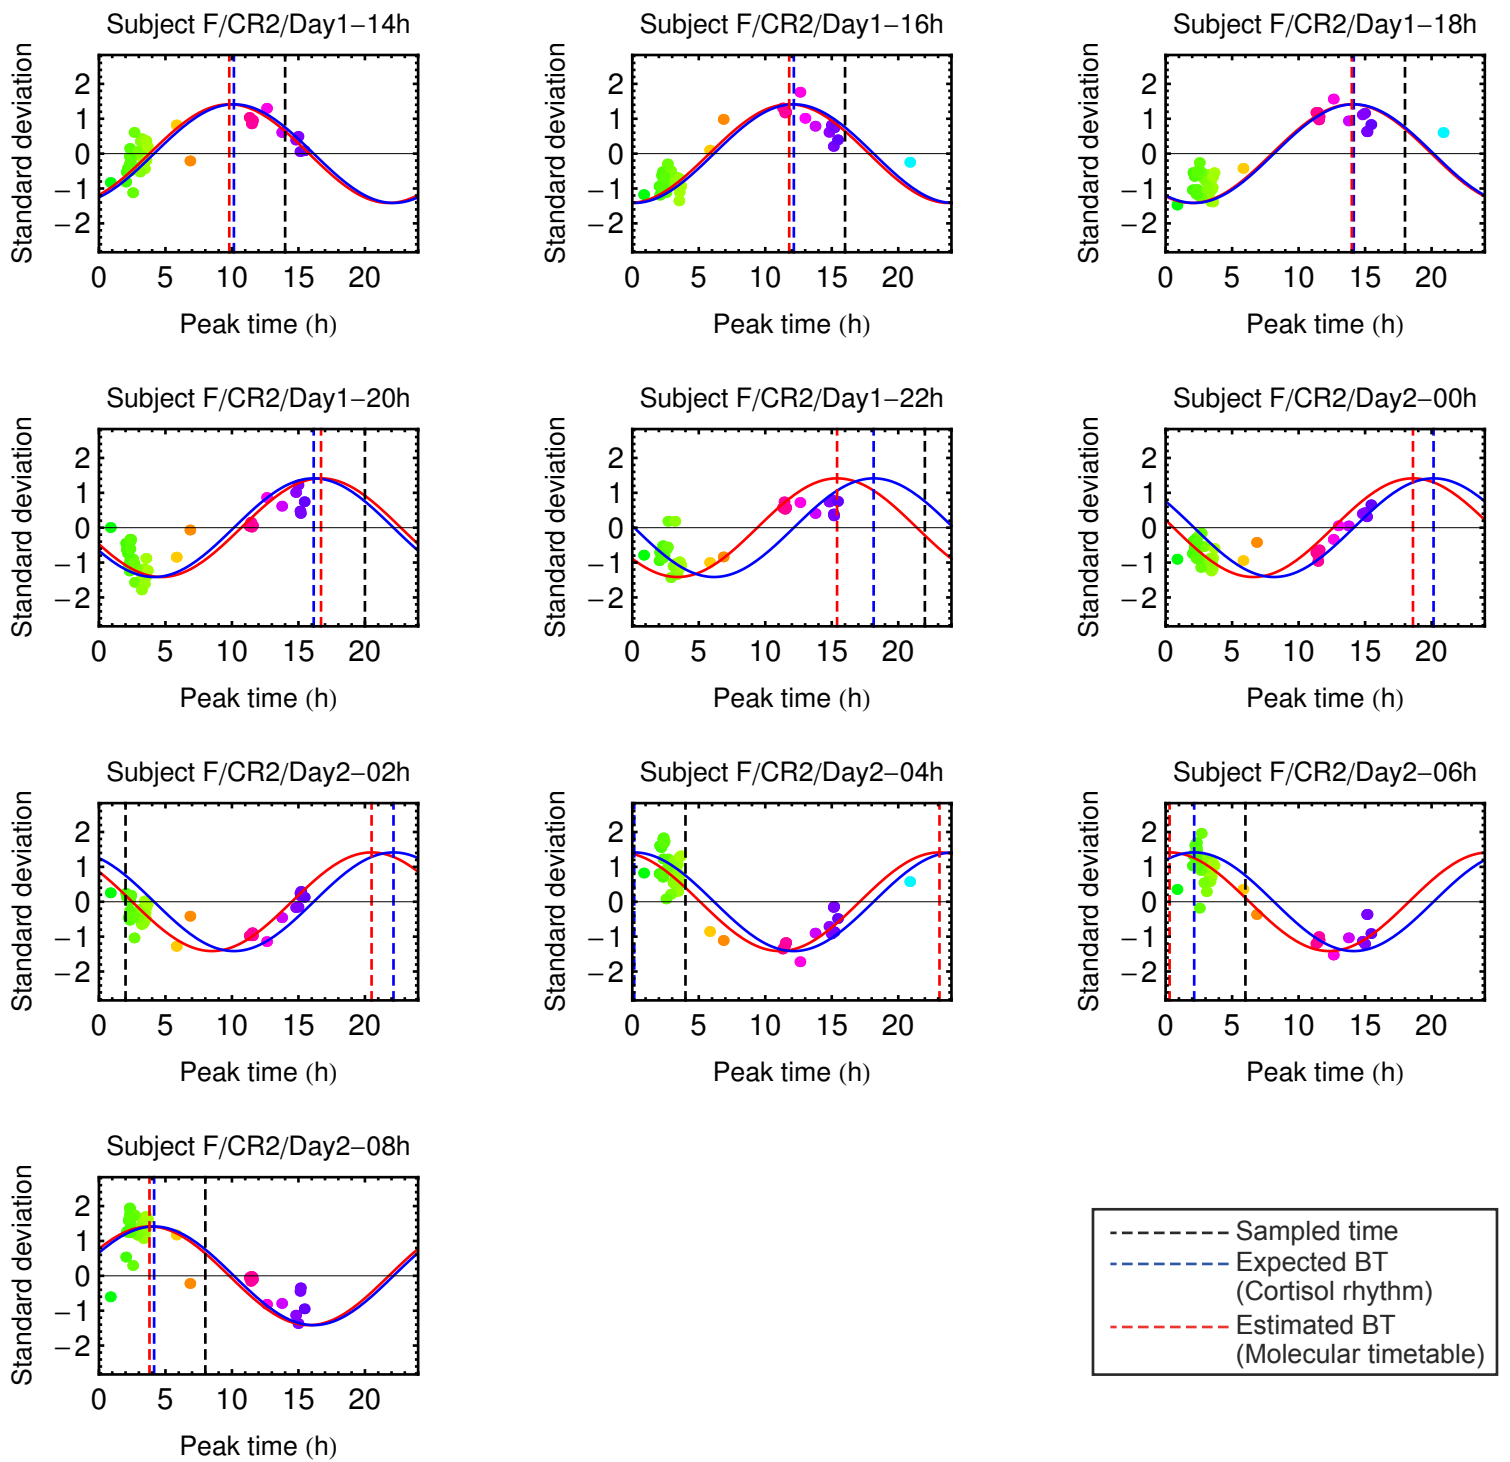 Subject F/CR2/Day1−14h
Subject F/CR2/Day1−16h
Subject F/CR2/Day1−18h
Standard deviation
2
1
0
−1
−2
0 5 10 15 20
Peak time (h)
Standard deviation
2
1
0
−1
−2
0 5 10 15 20
Peak time (h)
Standard deviation
2
1
0
−1
−2
0 5 10 15 20
Peak time (h)
Subject F/CR2/Day1−20h
Subject F/CR2/Day1−22h
Subject F/CR2/Day2−00h
Standard deviation
2
1
0
−1
−2
0 5 10 15 20
Peak time (h)
Standard deviation
2
1
0
−1
−2
0 5 10 15 20
Peak time (h)
Standard deviation
2
1
0
−1
−2
0 5 10 15 20
Peak time (h)
Subject F/CR2/Day2−02h
Subject F/CR2/Day2−04h
Subject F/CR2/Day2−06h
Standard deviation
2
1
0
−1
−2
0 5 10 15 20
Peak time (h)
Standard deviation
2
1
0
−1
−2
0 5 10 15 20
Peak time (h)
Standard deviation
2
1
0
−1
−2
0 5 10 15 20
Peak time (h)
Subject F/CR2/Day2−08h
Standard deviation
2
1
0
−1
−2
0 5 10 15 20
Peak time (h)
Sampled time
Expected BT
(Cortisol rhythm)
Estimated BT
(Molecular timetable)